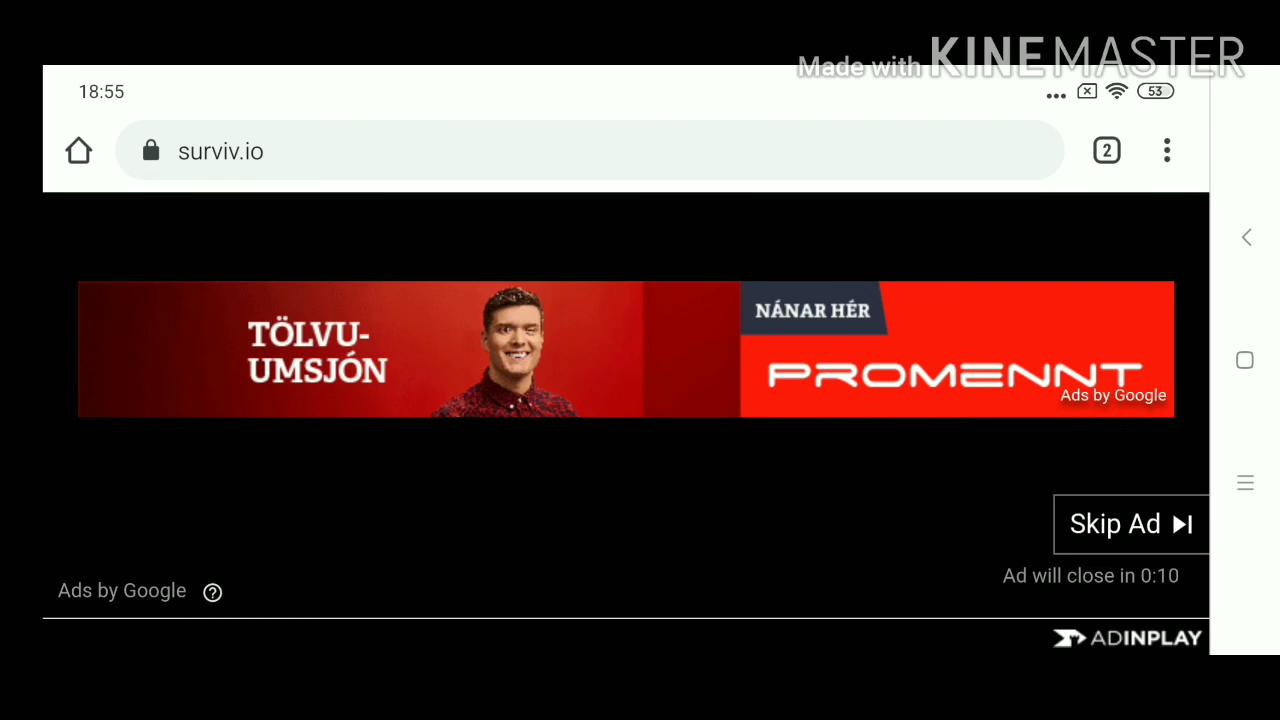 Made with KINEMASTER
18:55
53
surviv.io
2
TÖLVU-
UMSJÓN
NÁNAR HÉR
PROMENNT
Ads by Google
Skip Ad
Ad will close in 0:10
Ads by Google ?
ADINPLAY